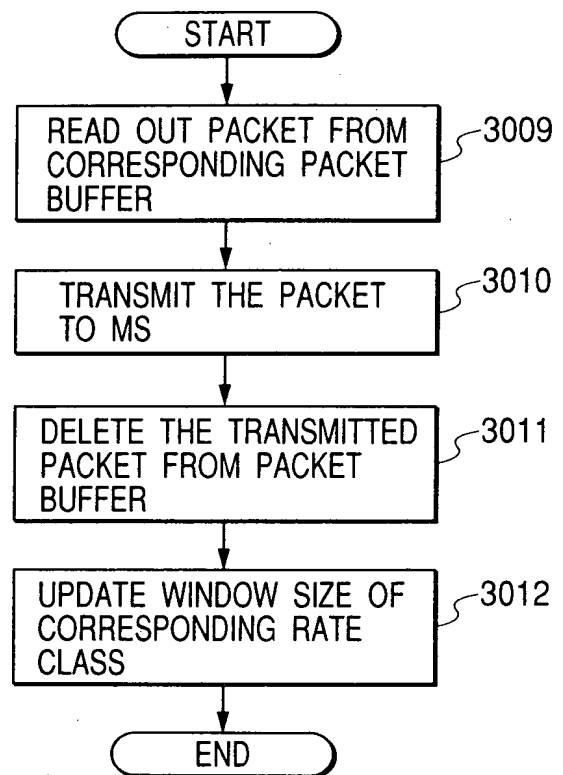 START
READ OUT PACKET FROM
CORRESPONDING PACKET
BUFFER
3009
TRANSMIT THE PACKET
TO MS
3010
DELETE THE TRANSMITTED
PACKET FROM PACKET
BUFFER
3011
UPDATE WINDOW SIZE OF
CORRESPONDING RATE
CLASS
3012
END